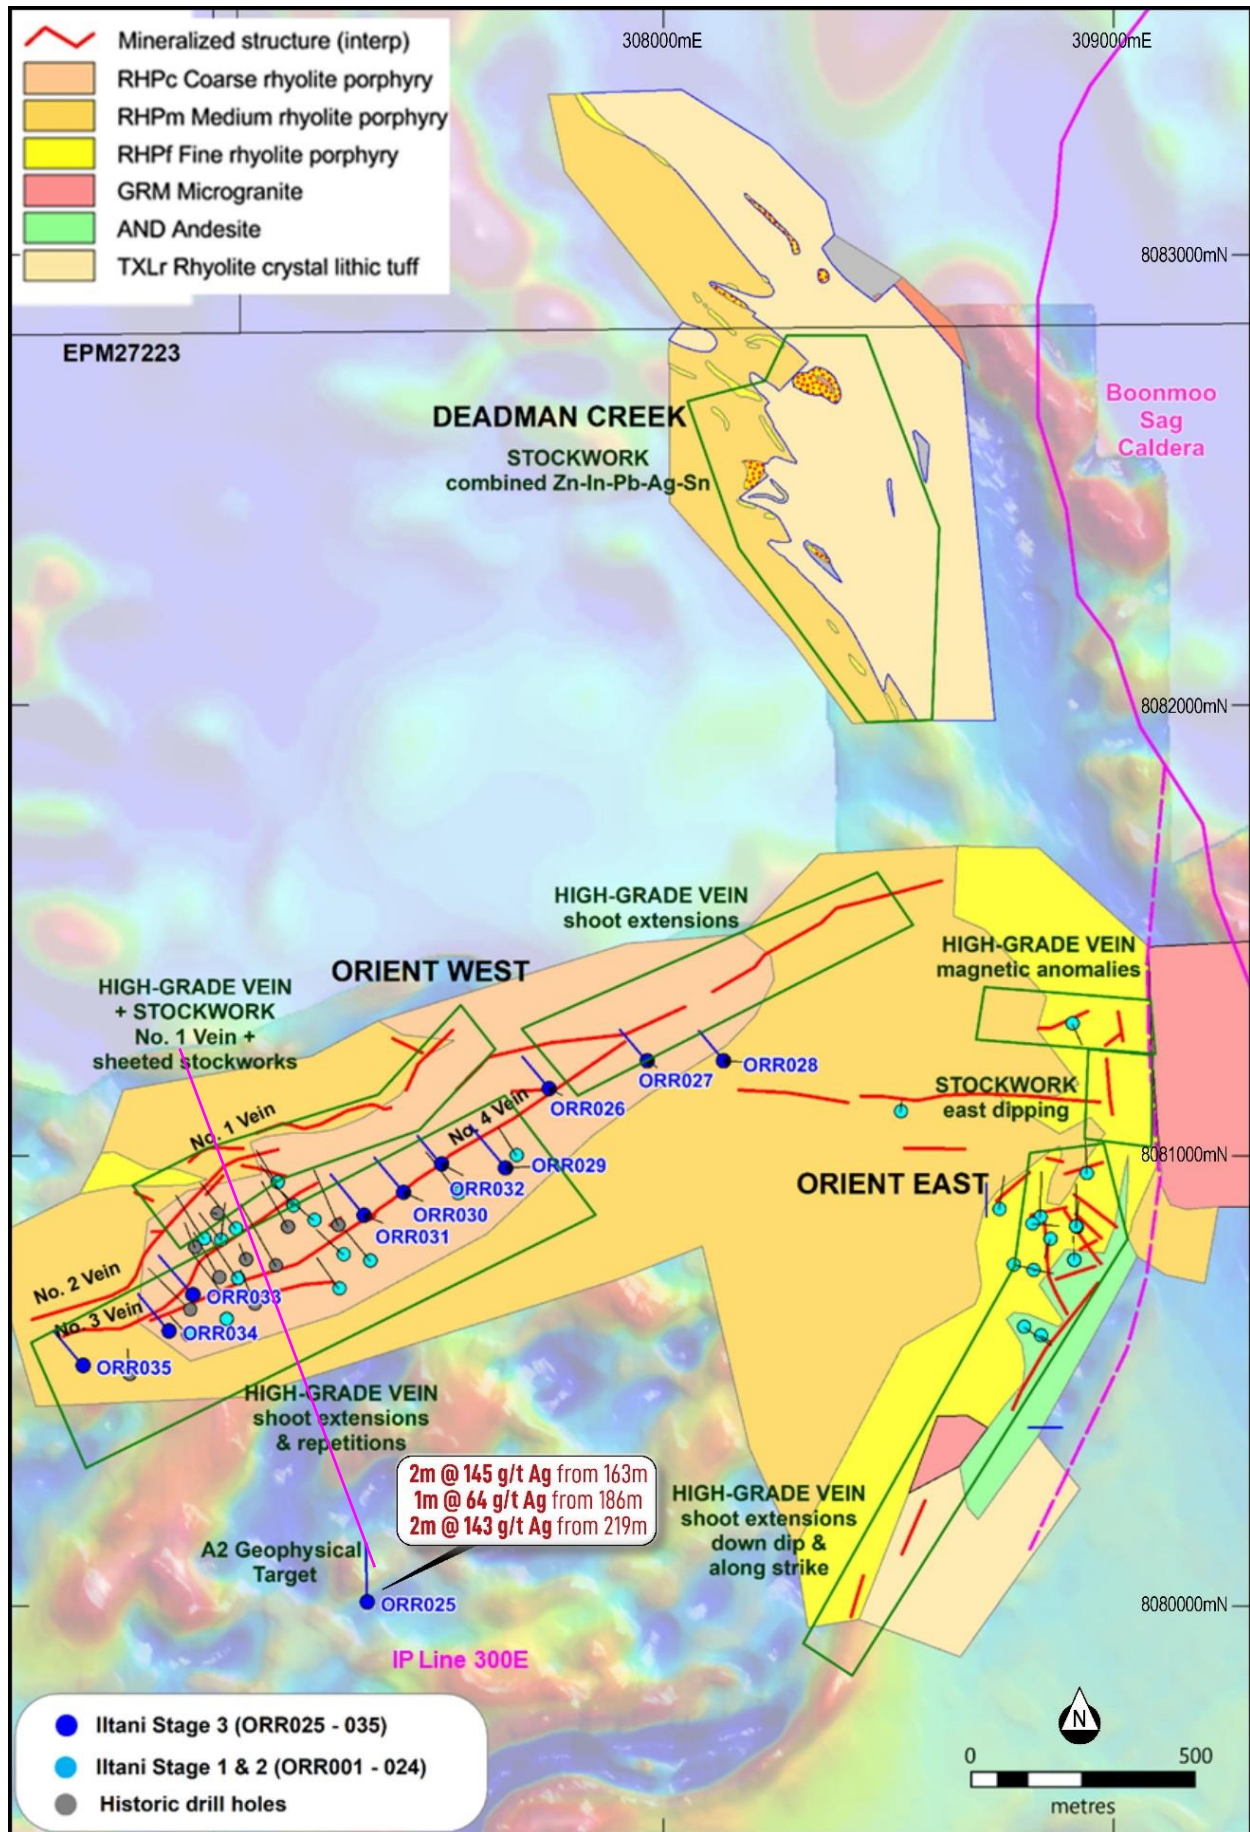 Mineralized structure (interp)
RHPc Coarse rhyolite porphyry
RHPm Medium rhyolite porphyry
RHPf Fine rhyolite porphyry
GRM Microgranite
AND Andesite
TXLr Rhyolite crystal lithic tuff
308000mE
309000mE
8083000mN
EPM27223
Boonmoo
Sag
Caldera
DEADMAN CREEK
STOCKWORK
combined Zn-In-Pb-Ag-Sn
8082000mN
HIGH-GRADE VEIN
shoot extensions
HIGH-GRADE VEIN
magnetic anomalies
ORIENT WEST
HIGH-GRADE VEIN
+ STOCKWORK
No. 1 Vein +
sheeted stockworks
ORR027
ORR028
ORR026
STOCKWORK
east dipping
No. 1 Vein
No. 4 Vein
8081000mN
ORR029
ORR032
ORIENT EAST
ORR030
ORR031
No. 2 Vein
ORR033
No. 3 Vein
ORR034
ORR035
HIGH-GRADE VEIN
shoot extensions
& repetitions
2m @ 145 g/t Ag from 163m
1m @ 64 g/t Ag from 186m
2m @ 143 g/t Ag from 219m
HIGH-GRADE VEIN
shoot extensions
down dip &
along strike
A2 Geophysical
Target
ORR025
8080000mN
IP Line 300E
Iltani Stage 3 (ORR025 - 035)
Iltani Stage 1 & 2 (ORR001 - 024)
Historic drill holes
N
0 500
metres